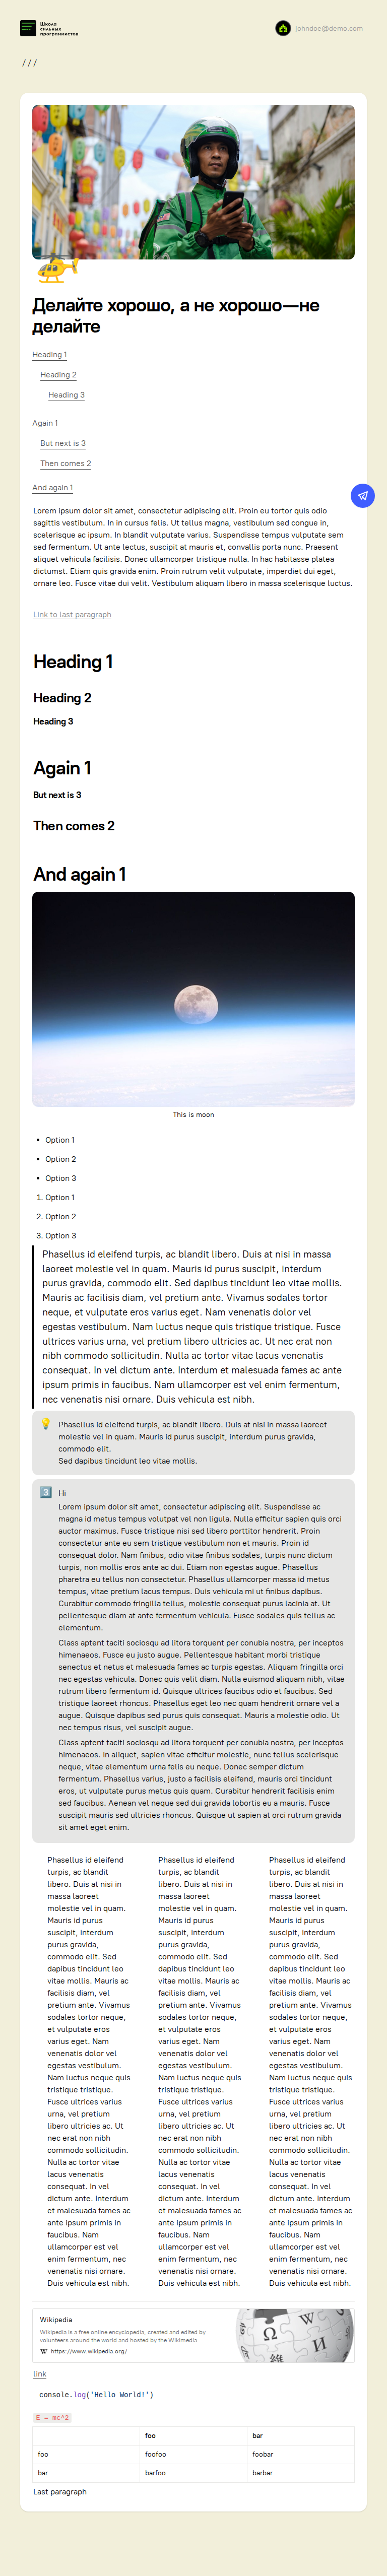 Школа
сильных
программистов
johndoe@demo.com
///
Делайте хорошо, а не хорошо—не
делайте
Heading 1
Heading 2
Heading 3
Again 1
But next is 3
Then comes 2
And again 1
Lorem ipsum dolor sit amet, consectetur adipiscing elit. Proin eu tortor quis odio
sagittis vestibulum. In in cursus felis. Ut tellus magna, vestibulum sed congue in,
scelerisque ac ipsum. In blandit vulputate varius. Suspendisse tempus vulputate sem
sed fermentum. Ut ante lectus, suscipit at mauris et, convallis porta nunc. Praesent
aliquet vehicula facilisis. Donec ullamcorper tristique nulla. In hac habitasse platea
dictumst. Etiam quis gravida enim. Proin rutrum velit vulputate, imperdiet dui eget,
ornare leo. Fusce vitae dui velit. Vestibulum aliquam libero in massa scelerisque luctus.
Link to last paragraph
Heading 1
Heading 2
Heading 3
Again 1
But next is 3
Then comes 2
And again 1
This is moon
• Option 1
• Option 2
• Option 3
1. Option 1
2. Option 2
3. Option 3
Phasellus id eleifend turpis, ac blandit libero. Duis at nisi in massa
laoreet molestie vel in quam. Mauris id purus suscipit, interdum
purus gravida, commodo elit. Sed dapibus tincidunt leo vitae mollis.
Mauris ac facilisis diam, vel pretium ante. Vivamus sodales tortor
neque, et vulputate eros varius eget. Nam venenatis dolor vel
egestas vestibulum. Nam luctus neque quis tristique tristique. Fusce
ultrices varius urna, vel pretium libero ultricies ac. Ut nec erat non
nibh commodo sollicitudin. Nulla ac tortor vitae lacus venenatis
consequat. In vel dictum ante. Interdum et malesuada fames ac ante
ipsum primis in faucibus. Nam ullamcorper est vel enim fermentum,
nec venenatis nisi ornare. Duis vehicula est nibh.
Phasellus id eleifend turpis, ac blandit libero. Duis at nisi in massa laoreet
molestie vel in quam. Mauris id purus suscipit, interdum purus gravida,
commodo elit.
Sed dapibus tincidunt leo vitae mollis.
3 Hi
Lorem ipsum dolor sit amet, consectetur adipiscing elit. Suspendisse ac
magna id metus tempus volutpat vel non ligula. Nulla efficitur sapien quis orci
auctor maximus. Fusce tristique nisi sed libero porttitor hendrerit. Proin
consectetur ante eu sem tristique vestibulum non et mauris. Proin id
consequat dolor. Nam finibus, odio vitae finibus sodales, turpis nunc dictum
turpis, non mollis eros ante ac dui. Etiam non egestas augue. Phasellus
pharetra eu tellus non consectetur. Phasellus ullamcorper massa id metus
tempus, vitae pretium lacus tempus. Duis vehicula mi ut finibus dapibus.
Curabitur commodo fringilla tellus, molestie consequat purus lacinia at. Ut
pellentesque diam at ante fermentum vehicula. Fusce sodales quis tellus ac
elementum.
Class aptent taciti sociosqu ad litora torquent per conubia nostra, per inceptos
himenaeos. Fusce eu justo augue. Pellentesque habitant morbi tristique
senectus et netus et malesuada fames ac turpis egestas. Aliquam fringilla orci
nec egestas vehicula. Donec quis velit diam. Nulla euismod aliquam nibh, vitae
rutrum libero fermentum id. Quisque ultrices faucibus odio et faucibus. Sed
tristique laoreet rhoncus. Phasellus eget leo nec quam hendrerit ornare vel a
augue. Quisque dapibus sed purus quis consequat. Mauris a molestie odio. Ut
nec tempus risus, vel suscipit augue.
Class aptent taciti sociosqu ad litora torquent per conubia nostra, per inceptos
himenaeos. In aliquet, sapien vitae efficitur molestie, nunc tellus scelerisque
neque, vitae elementum urna felis eu neque. Donec semper dictum
fermentum. Phasellus varius, justo a facilisis eleifend, mauris orci tincidunt
eros, ut vulputate purus metus quis quam. Curabitur hendrerit facilisis enim
sed faucibus. Aenean vel neque sed dui gravida lobortis eu a mauris. Fusce
suscipit mauris sed ultricies rhoncus. Quisque ut sapien at orci rutrum gravida
sit amet eget enim.
Phasellus id eleifend
turpis, ac blandit
libero. Duis at nisi in
massa laoreet
molestie vel in quam.
Mauris id purus
suscipit, interdum
purus gravida,
commodo elit. Sed
dapibus tincidunt leo
vitae mollis. Mauris ac
facilisis diam, vel
pretium ante. Vivamus
sodales tortor neque,
et vulputate eros
varius eget. Nam
venenatis dolor vel
egestas vestibulum.
Nam luctus neque quis
tristique tristique.
Fusce ultrices varius
urna, vel pretium
libero ultricies ac. Ut
nec erat non nibh
commodo sollicitudin.
Nulla ac tortor vitae
lacus venenatis
consequat. In vel
dictum ante. Interdum
et malesuada fames ac
ante ipsum primis in
faucibus. Nam
ullamcorper est vel
enim fermentum, nec
venenatis nisi ornare.
Duis vehicula est nibh.
Phasellus id eleifend
turpis, ac blandit
libero. Duis at nisi in
massa laoreet
molestie vel in quam.
Mauris id purus
suscipit, interdum
purus gravida,
commodo elit. Sed
dapibus tincidunt leo
vitae mollis. Mauris ac
facilisis diam, vel
pretium ante. Vivamus
sodales tortor neque,
et vulputate eros
varius eget. Nam
venenatis dolor vel
egestas vestibulum.
Nam luctus neque quis
tristique tristique.
Fusce ultrices varius
urna, vel pretium
libero ultricies ac. Ut
nec erat non nibh
commodo sollicitudin.
Nulla ac tortor vitae
lacus venenatis
consequat. In vel
dictum ante. Interdum
et malesuada fames ac
ante ipsum primis in
faucibus. Nam
ullamcorper est vel
enim fermentum, nec
venenatis nisi ornare.
Duis vehicula est nibh.
Phasellus id eleifend
turpis, ac blandit
libero. Duis at nisi in
massa laoreet
molestie vel in quam.
Mauris id purus
suscipit, interdum
purus gravida,
commodo elit. Sed
dapibus tincidunt leo
vitae mollis. Mauris ac
facilisis diam, vel
pretium ante. Vivamus
sodales tortor neque,
et vulputate eros
varius eget. Nam
venenatis dolor vel
egestas vestibulum.
Nam luctus neque quis
tristique tristique.
Fusce ultrices varius
urna, vel pretium
libero ultricies ac. Ut
nec erat non nibh
commodo sollicitudin.
Nulla ac tortor vitae
lacus venenatis
consequat. In vel
dictum ante. Interdum
et malesuada fames ac
ante ipsum primis in
faucibus. Nam
ullamcorper est vel
enim fermentum, nec
venenatis nisi ornare.
Duis vehicula est nibh.
Wikipedia
Wikipedia is a free online encyclopedia, created and edited by
volunteers around the world and hosted by the Wikimedia
W https://www.wikipedia.org/
Ω W И 維
link
console.log('Hello World!')
E = mc^2
foo bar
foo foofoo foobar
bar barfoo barbar
Last paragraph